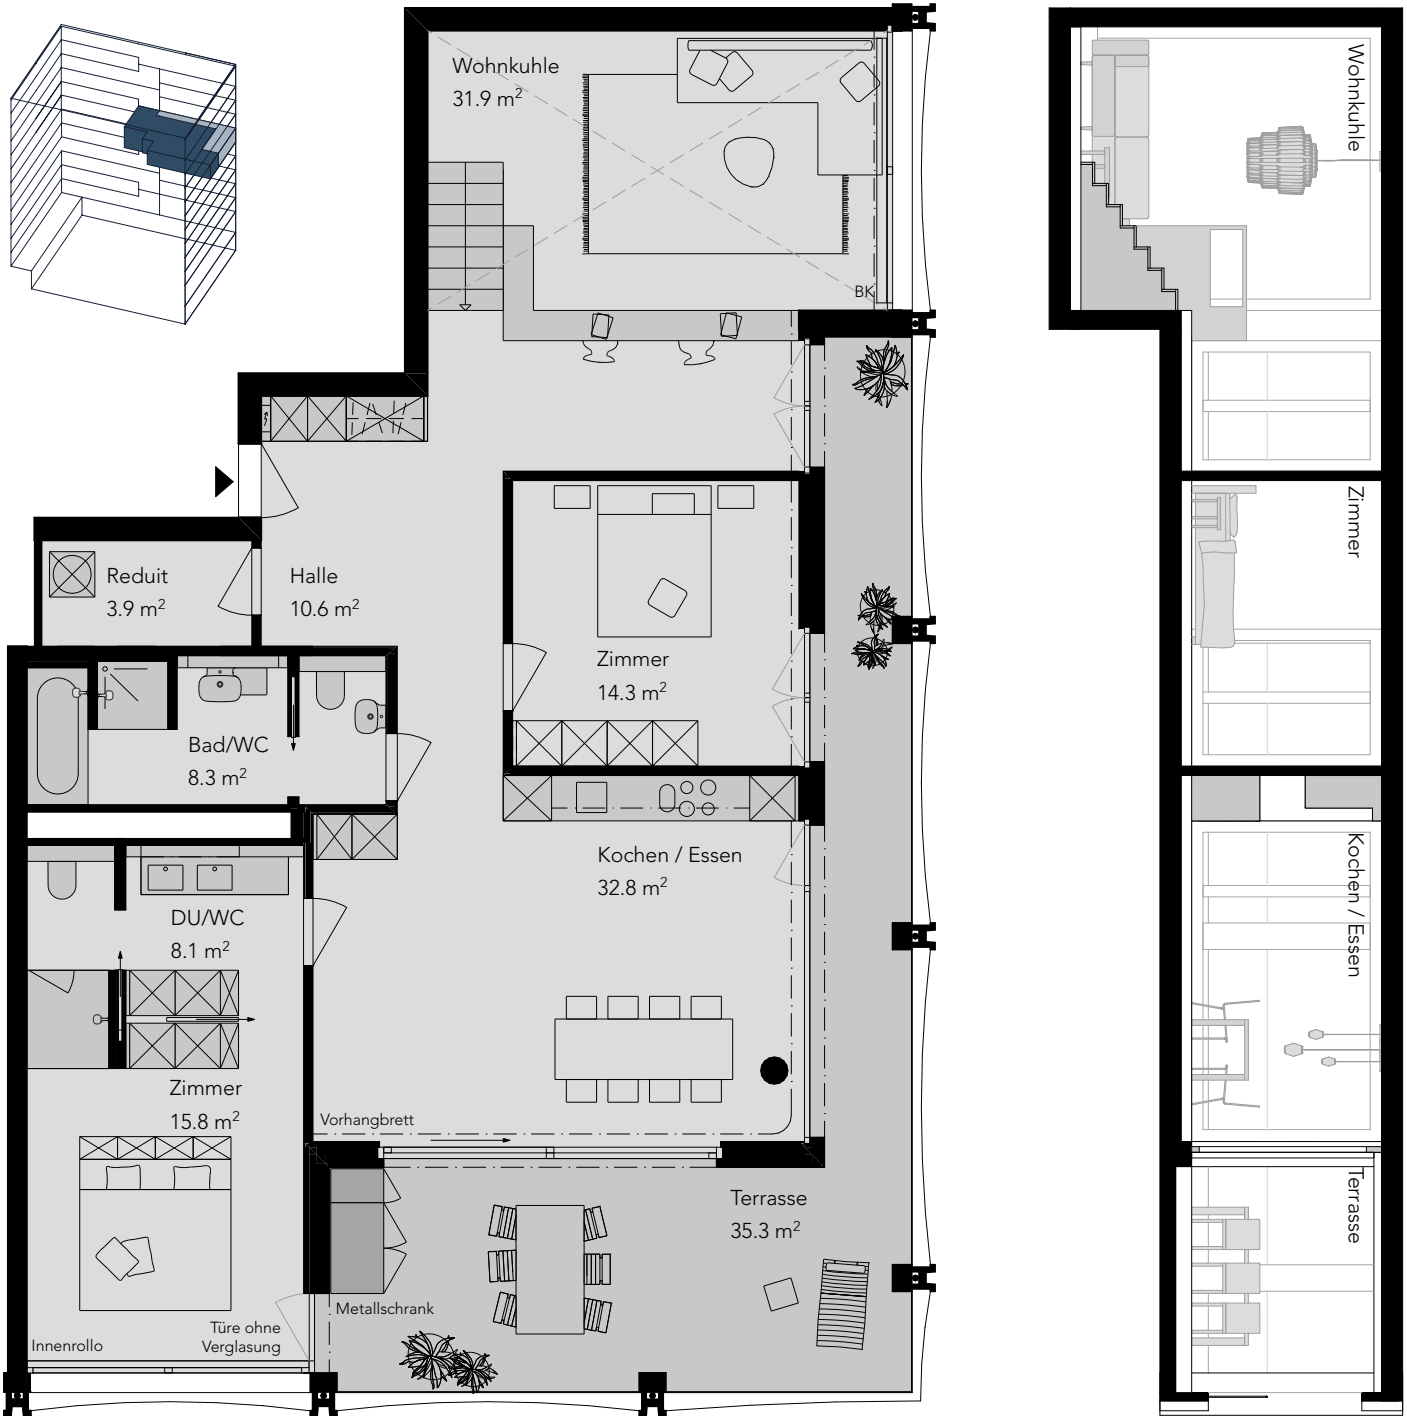 Wohnkuhle
31.9 m²
BK
Reduit
3.9 m²
Halle
10.6 m²
Zimmer
14.3 m²
Bad/WC
8.3 m²
Kochen / Essen
32.8 m²
DU/WC
8.1 m²
Zimmer
15.8 m²
Vorhangbrett
Terrasse
35.3 m²
Metallschrank
Türe ohne
Verglasung
Innenrollo
Wohnkuhle
Zimmer
Kochen / Essen
Terrasse